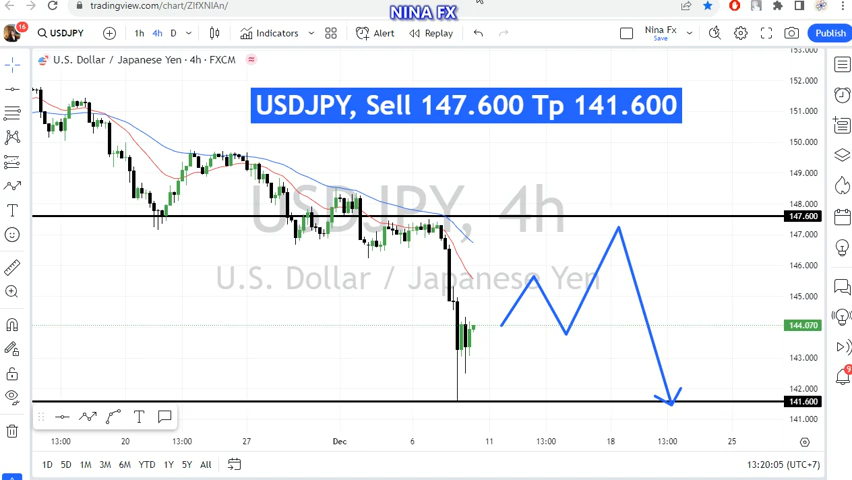 NINA FX
tradingview.com/chart/ZIfXNlAn/
16
USDJPY
1h 4h D
Indicators
Alert
Replay
Nina Fx
Save
Publish
U.S. Dollar / Japanese Yen · 4h · FXCM
USDJPY, Sell 147.600 Tp 141.600
USDJPY, 4h
U.S. Dollar / Japanese Yen
153.000
152.000
151.000
150.000
149.000
148.000
147.600
147.000
146.000
145.000
144.070
143.000
142.000
141.600
141.000
9
13:00 20 13:00 27 Dec 6 11 13:00 18 13:00 25
1D 5D 1M 3M 6M YTD 1Y 5Y All
13:20:05 (UTC+7)